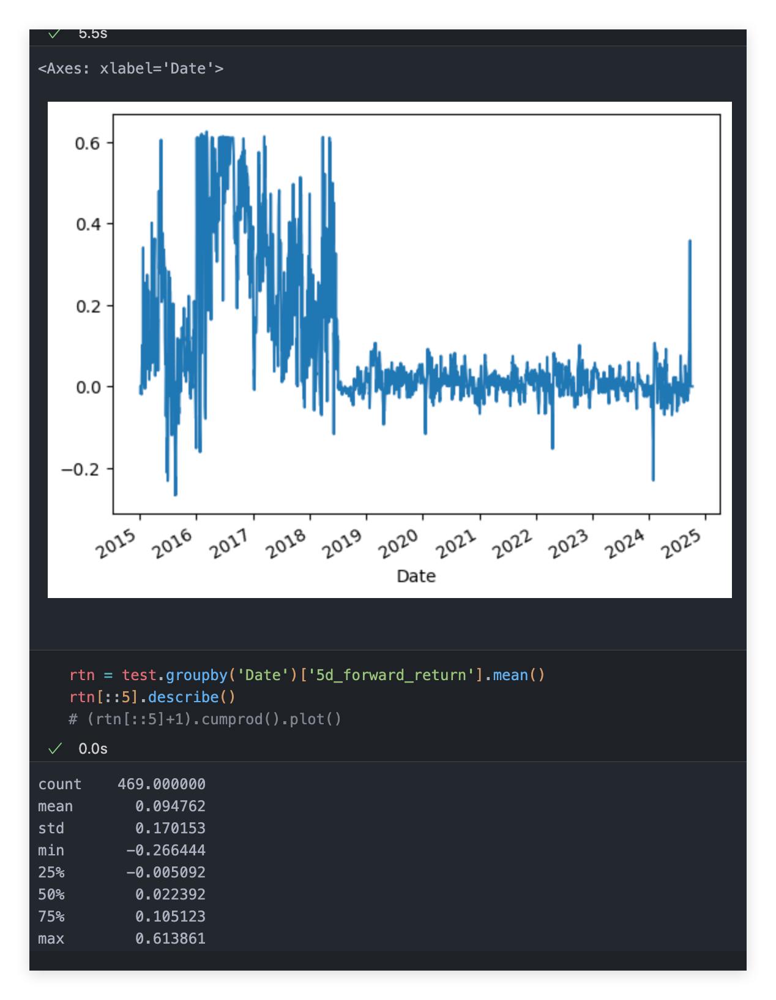 5.5s
<Axes: xlabel='Date'>
0.6
0.4
0.2
0.0
−0.2
2015 2016 2017 2018 2019 2020 2021 2022 2023 2024 2025
Date
rtn = test.groupby('Date')['5d_forward_return'].mean()
rtn[::5].describe()
# (rtn[::5]+1).cumprod().plot()
0.0s
count 469.000000
mean 0.094762
std 0.170153
min -0.266444
25% -0.005092
50% 0.022392
75% 0.105123
max 0.613861